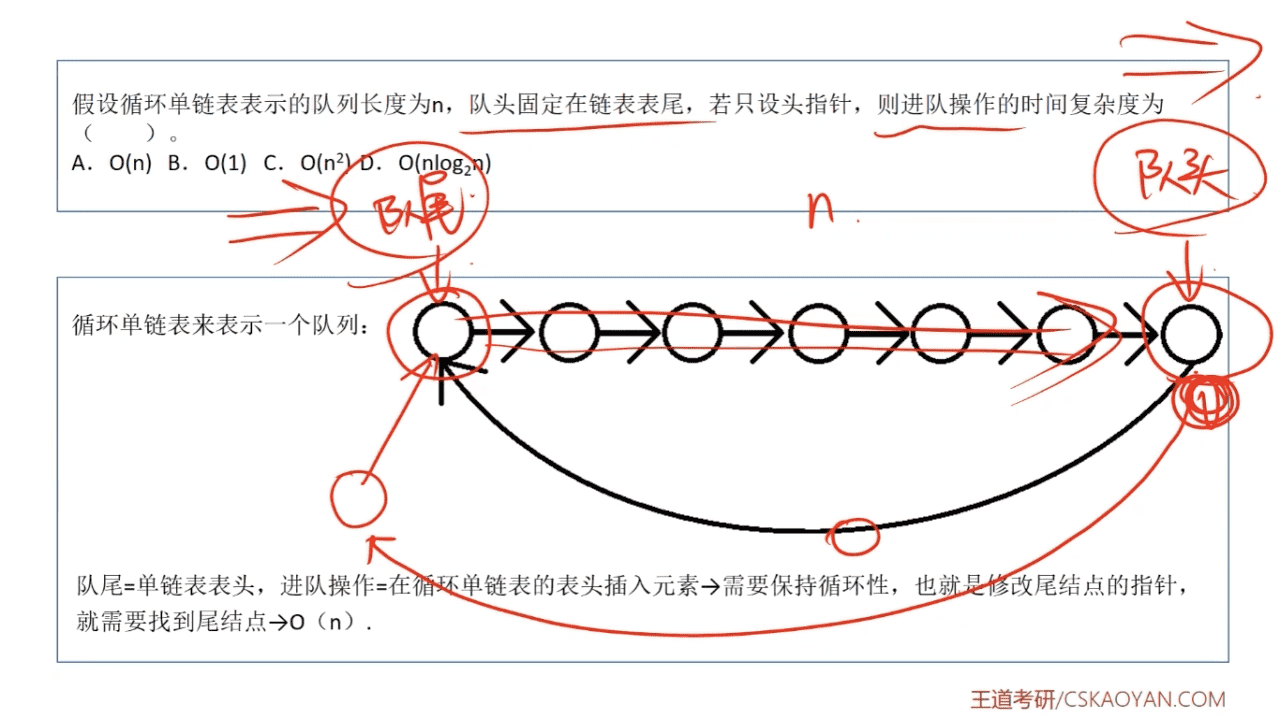 假设循环单链表表示的队列长度为n，队头固定在链表表尾，若只设头指针，则进队操作的时间复杂度为
（　　）。
A．O(n) B．O(1) C．O(n²) D．O(nlog₂n)
队尾
n
队头
循环单链表来表示一个队列：
1
队尾=单链表表头，进队操作=在循环单链表的表头插入元素→需要保持循环性，也就是修改尾结点的指针，
就需要找到尾结点→O（n）.
王道考研/CSKAOYAN.COM